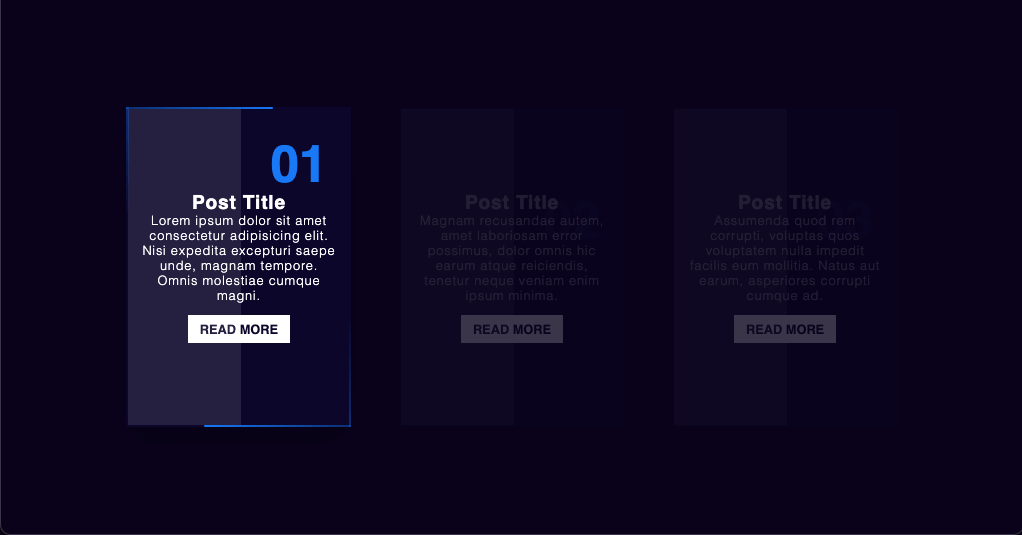 01
Post Title
Lorem ipsum dolor sit amet
consectetur adipisicing elit.
Nisi expedita excepturi saepe
unde, magnam tempore.
Omnis molestiae cumque
magni.
READ MORE
Post Title
Magnam recusandae autem,
amet laboriosam error
possimus, dolor omnis hic
earum atque reiciendis,
tenetur neque veniam enim
ipsum minima.
READ MORE
Post Title
Assumenda quod rem
corrupti, voluptas quos
voluptatem nulla impedit
facilis eum mollitia. Natus aut
earum, asperiores corrupti
cumque ad.
READ MORE